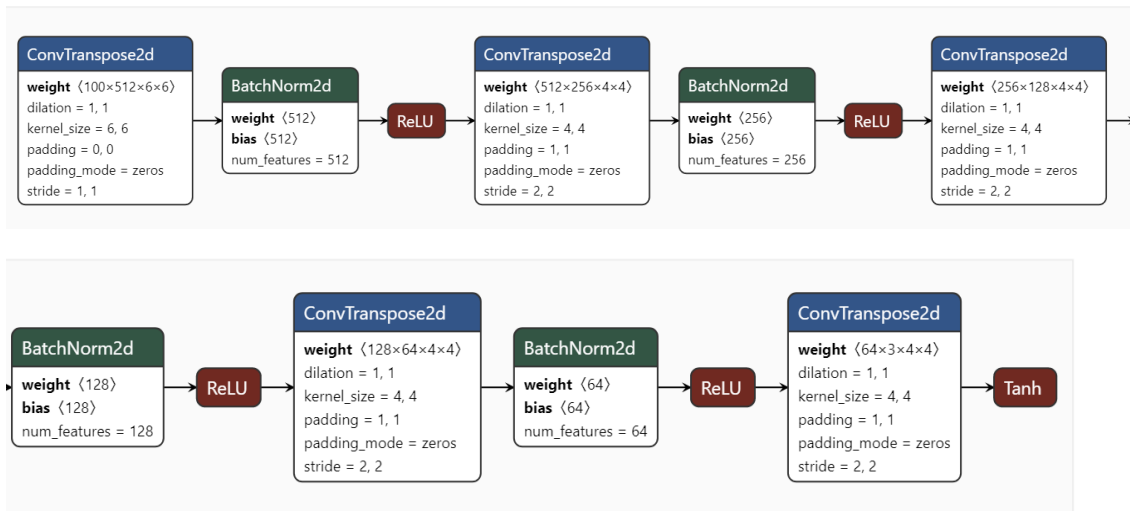 ConvTranspose2d
weight ⟨100×512×6×6⟩
dilation = 1, 1
kernel_size = 6, 6
padding = 0, 0
padding_mode = zeros
stride = 1, 1
BatchNorm2d
weight ⟨512⟩
bias ⟨512⟩
num_features = 512
ReLU
ConvTranspose2d
weight ⟨512×256×4×4⟩
dilation = 1, 1
kernel_size = 4, 4
padding = 1, 1
padding_mode = zeros
stride = 2, 2
BatchNorm2d
weight ⟨256⟩
bias ⟨256⟩
num_features = 256
ReLU
ConvTranspose2d
weight ⟨256×128×4×4⟩
dilation = 1, 1
kernel_size = 4, 4
padding = 1, 1
padding_mode = zeros
stride = 2, 2
BatchNorm2d
weight ⟨128⟩
bias ⟨128⟩
num_features = 128
ReLU
ConvTranspose2d
weight ⟨128×64×4×4⟩
dilation = 1, 1
kernel_size = 4, 4
padding = 1, 1
padding_mode = zeros
stride = 2, 2
BatchNorm2d
weight ⟨64⟩
bias ⟨64⟩
num_features = 64
ReLU
ConvTranspose2d
weight ⟨64×3×4×4⟩
dilation = 1, 1
kernel_size = 4, 4
padding = 1, 1
padding_mode = zeros
stride = 2, 2
Tanh